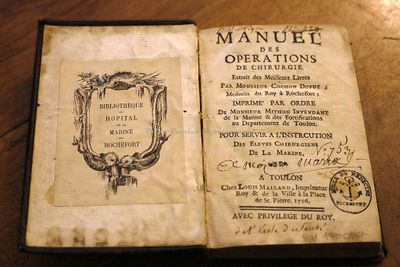 BIBLIOTHEQUE
HOPITAL
DE LA
MARINE
ROCHEFORT
MANUEL
DES
OPERATIONS
DE CHIRURGIE,
Extrait des Meilleurs Livres
PAR MONSIEUR COCHON DUPUY;
Medecin du Roy à Rochefort:
IMPRIMÉ PAR ORDRE
DE MONSIEUR MITHON INTENDANT
de la Marine & des Fortifications
au Departement de Toulon.
POUR SERVIR A L'INSTRUCTION
DES ELEVES CHIRURGIENS
DE LA MARINE,
A TOULON
Chez LOUIS MALLARD, Imprimeur
Roy & de la Ville à la Place
de St. Pierre. 1726,
ROCHEFORT
AVEC PRIVILEGE DU ROY,